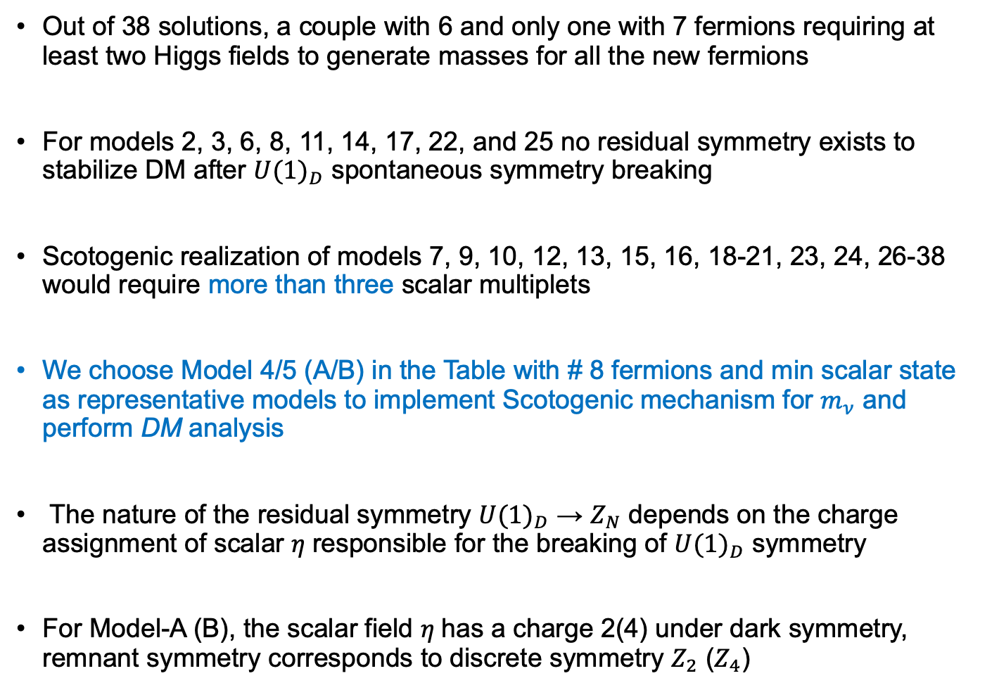 • Out of 38 solutions, a couple with 6 and only one with 7 fermions requiring at
least two Higgs fields to generate masses for all the new fermions
• For models 2, 3, 6, 8, 11, 14, 17, 22, and 25 no residual symmetry exists to
stabilize DM after U(1)_D spontaneous symmetry breaking
• Scotogenic realization of models 7, 9, 10, 12, 13, 15, 16, 18-21, 23, 24, 26-38
would require more than three scalar multiplets
• We choose Model 4/5 (A/B) in the Table with # 8 fermions and min scalar state
as representative models to implement Scotogenic mechanism for m_ν and
perform DM analysis
• The nature of the residual symmetry U(1)_D → Z_N depends on the charge
assignment of scalar η responsible for the breaking of U(1)_D symmetry
• For Model-A (B), the scalar field η has a charge 2(4) under dark symmetry,
remnant symmetry corresponds to discrete symmetry Z_2 (Z_4)